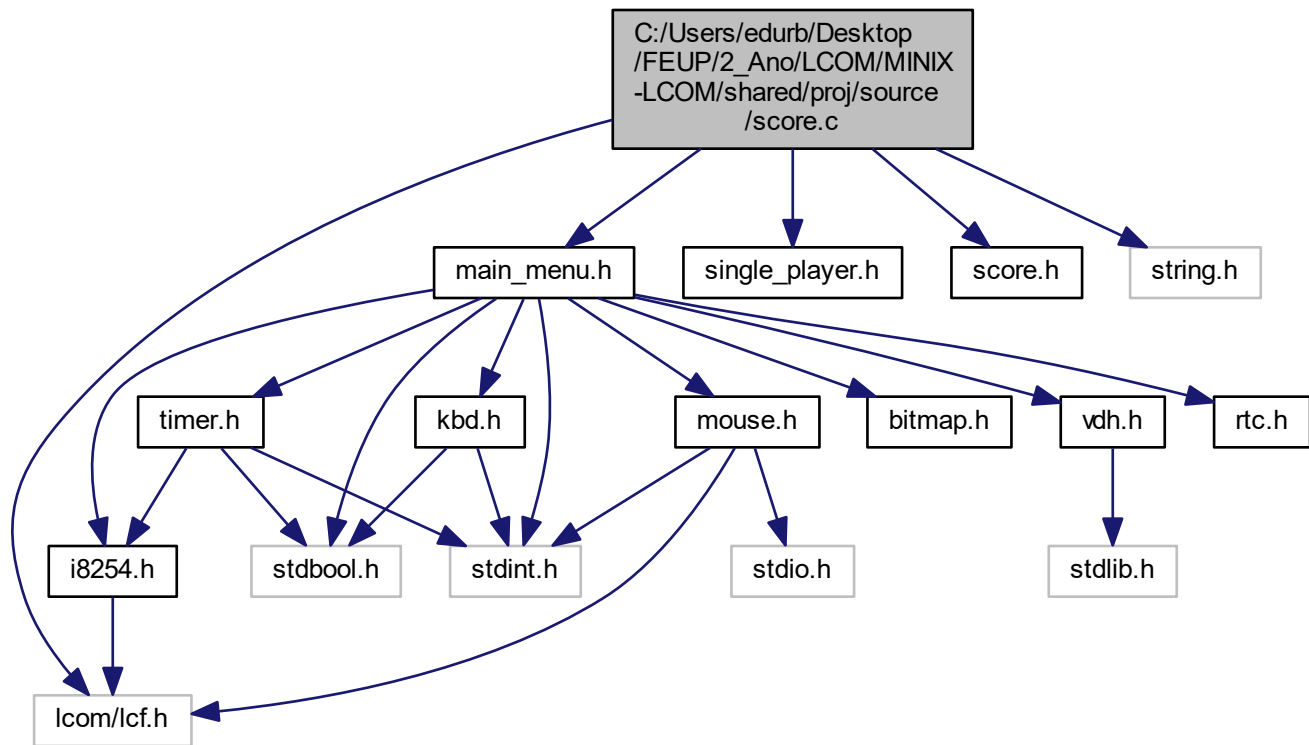 C:/Users/edurb/Desktop
/FEUP/2_Ano/LCOM/MINIX
-LCOM/shared/proj/source
/score.c
main_menu.h
single_player.h
score.h
string.h
timer.h
kbd.h
mouse.h
bitmap.h
vdh.h
rtc.h
i8254.h
stdbool.h
stdint.h
stdio.h
stdlib.h
lcom/lcf.h